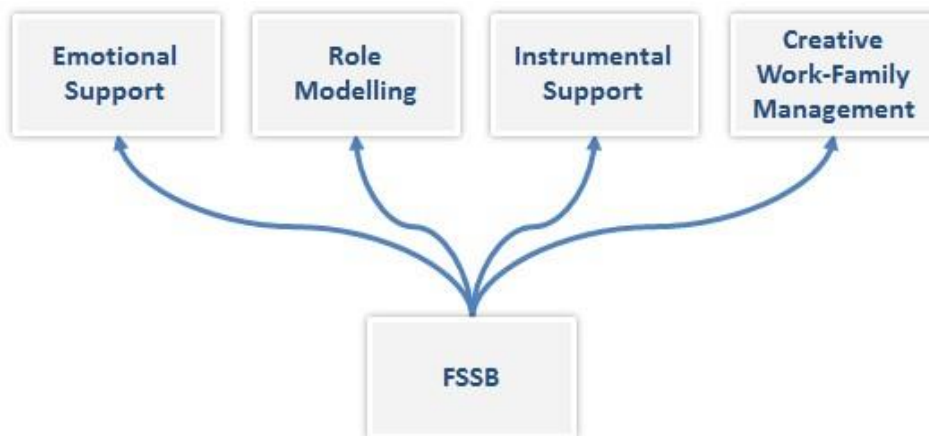 Emotional
Support
Role
Modelling
Instrumental
Support
Creative
Work-Family
Management
FSSB